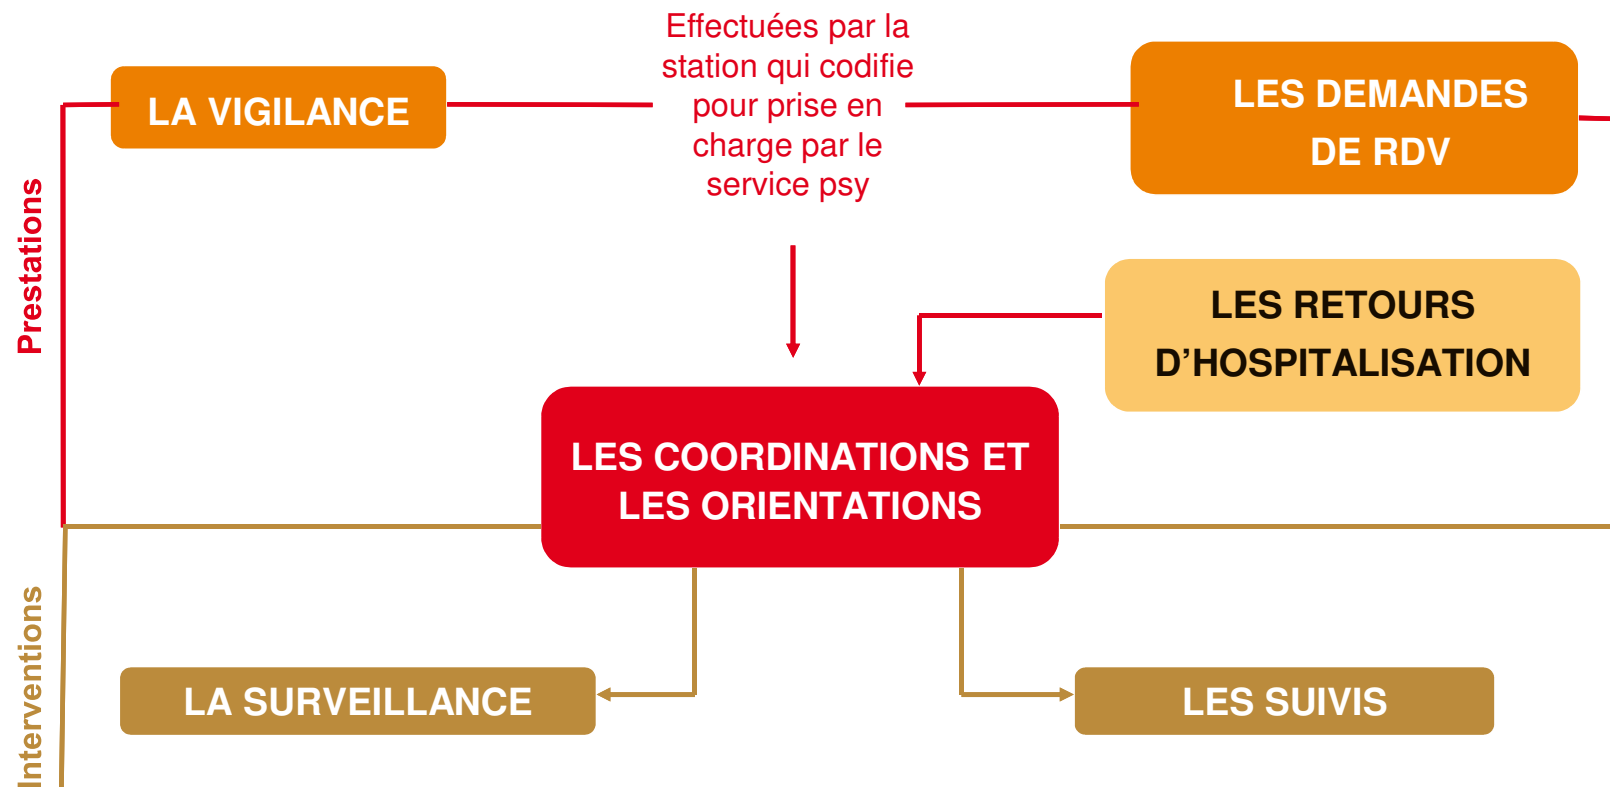 Effectuées par la
station qui codifie
pour prise en
charge par le
service psy
LA VIGILANCE
LES DEMANDES
DE RDV
Prestations
LES RETOURS
D'HOSPITALISATION
LES COORDINATIONS ET
LES ORIENTATIONS
Interventions
LA SURVEILLANCE
LES SUIVIS